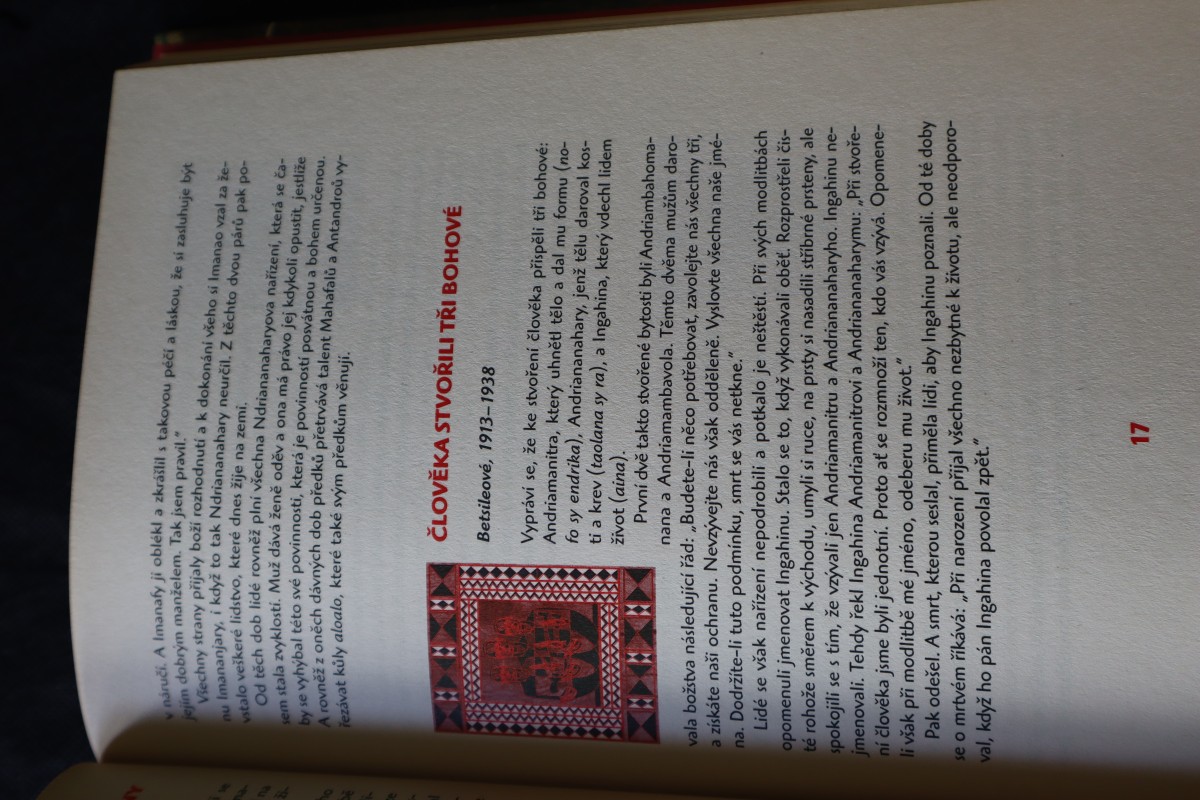 v náručí. A Imanafy ji oblékl a zkrášlil s takovou péčí a láskou, že si zasluhuje být
jejím dobrým manželem. Tak jsem pravil.“
Všechny strany přijaly boží rozhodnutí a k dokonání všeho si Imanao vzal za že-
nu Imananjary, i když to tak Ndriananahary neurčil. Z těchto dvou párů pak po-
vstalo veškeré lidstvo, které dnes žije na zemi.
Od těch dob lidé rovněž plní všechna Ndriananaharyova nařízení, která se ča-
sem stala zvyklostí. Muž dává ženě oděv a ona má právo jej kdykoli opustit, jestliže
by se vyhýbal této své povinnosti, která je povinností posvátnou a bohem určenou.
A rovněž z oněch dávných dob předků přetrvává talent Mahafalů a Antandroů vy-
řezávat kůly aloalo, které také svým předkům věnují.
ČLOVĚKA STVOŘILI TŘI BOHOVÉ
Betsileové, 1913–1938
Vypráví se, že ke stvoření člověka přispěli tři bohové:
Andriamanitra, který uhnětl tělo a dal mu formu (no-
fo sy endrika), Andriananahary, jenž tělu daroval kos-
ti a krev (taolana sy ra), a Ingahina, který vdechl lidem
život (aina).
První dvě takto stvořené bytosti byli Andriambahoma-
nana a Andriamambavola. Těmto dvěma mužům daro-
vala božstva následující řád: „Budete-li něco potřebovat, zavolejte nás všechny tři,
a získáte naši ochranu. Nevzývejte nás však odděleně. Vyslovte všechna naše jmé-
na. Dodržíte-li tuto podmínku, smrt se vás netkne.“
Lidé se však nařízení nepodrobili a potkalo je neštěstí. Při svých modlitbách
opomenuli jmenovat Ingahinu. Stalo se to, když vykonávali oběť. Rozprostřeli čis-
té rohože směrem k východu, umyli si ruce, na prsty si nasadili stříbrné prsteny, ale
spokojili se s tím, že vzývali jen Andriamanitru a Andriananaharyho. Ingahinu ne-
jmenovali. Tehdy řekl Ingahina Andriamanitrovi a Andriananaharymu: „Při stvoře-
ní člověka jsme byli jednotní. Proto ať se rozmnoží ten, kdo vás vzývá. Opomene-
li však při modlitbě mé jméno, odeberu mu život.“
Pak odešel. A smrt, kterou seslal, přiměla lidi, aby Ingahinu poznali. Od té doby
se o mrtvém říkává: „Při narození přijal všechno nezbytné k životu, ale neodporo-
val, když ho pán Ingahina povolal zpět.“
17